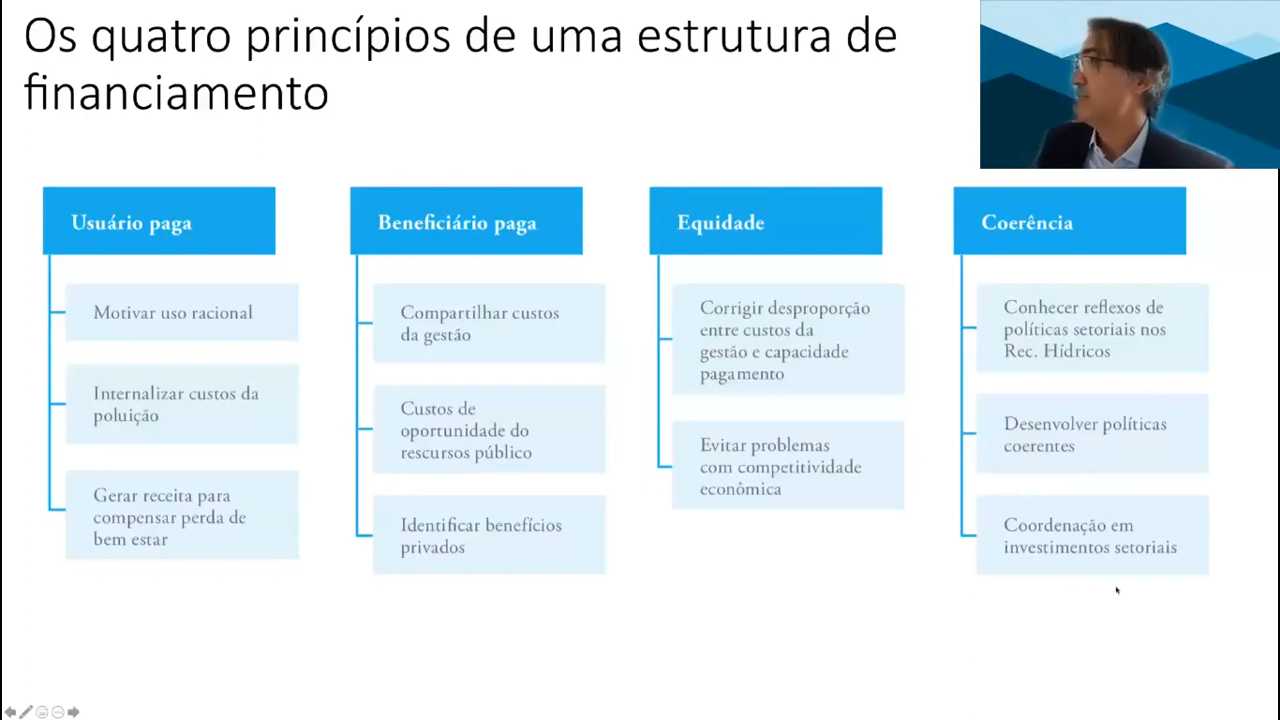 Os quatro princípios de uma estrutura de
financiamento
Usuário paga
Motivar uso racional
Internalizar custos da
poluição
Gerar receita para
compensar perda de
bem estar
Beneficiário paga
Compartilhar custos
da gestão
Custos de
oportunidade do
rescursos público
Identificar benefícios
privados
Equidade
Corrigir desproporção
entre custos da
gestão e capacidade
pagamento
Evitar problemas
com competitividade
econômica
Coerência
Conhecer reflexos de
políticas setoriais nos
Rec. Hídricos
Desenvolver políticas
coerentes
Coordenação em
investimentos setoriais